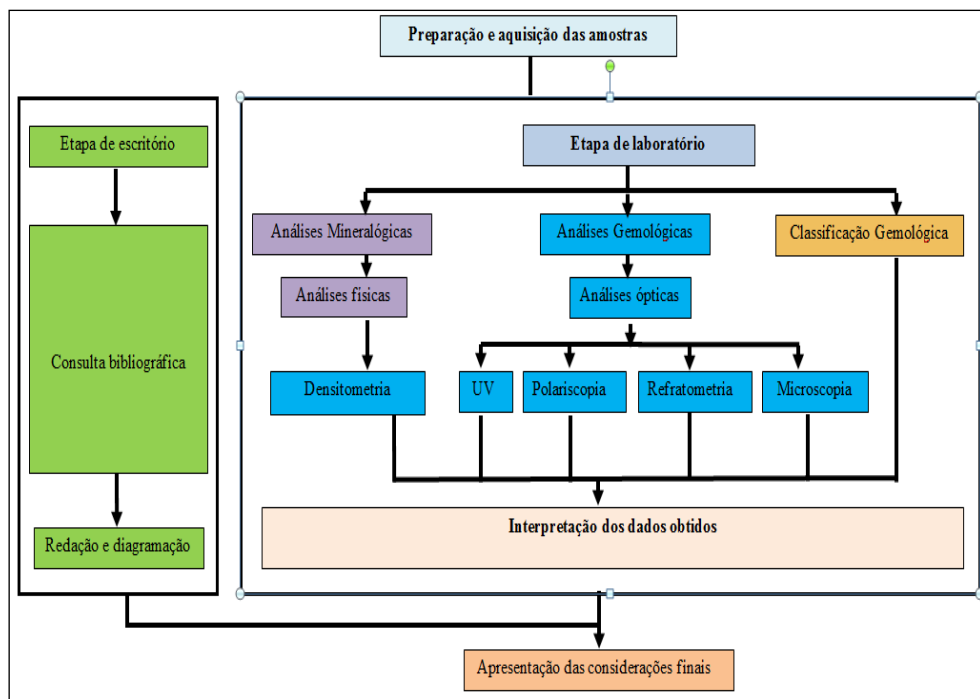 Preparação e aquisição das amostras
Etapa de escritório
Consulta bibliográfica
Redação e diagramação
Etapa de laboratório
Análises Mineralógicas
Análises Gemológicas
Classificação Gemológica
Análises físicas
Análises ópticas
Densitometria
UV
Polariscopia
Refratometria
Microscopia
Interpretação dos dados obtidos
Apresentação das considerações finais